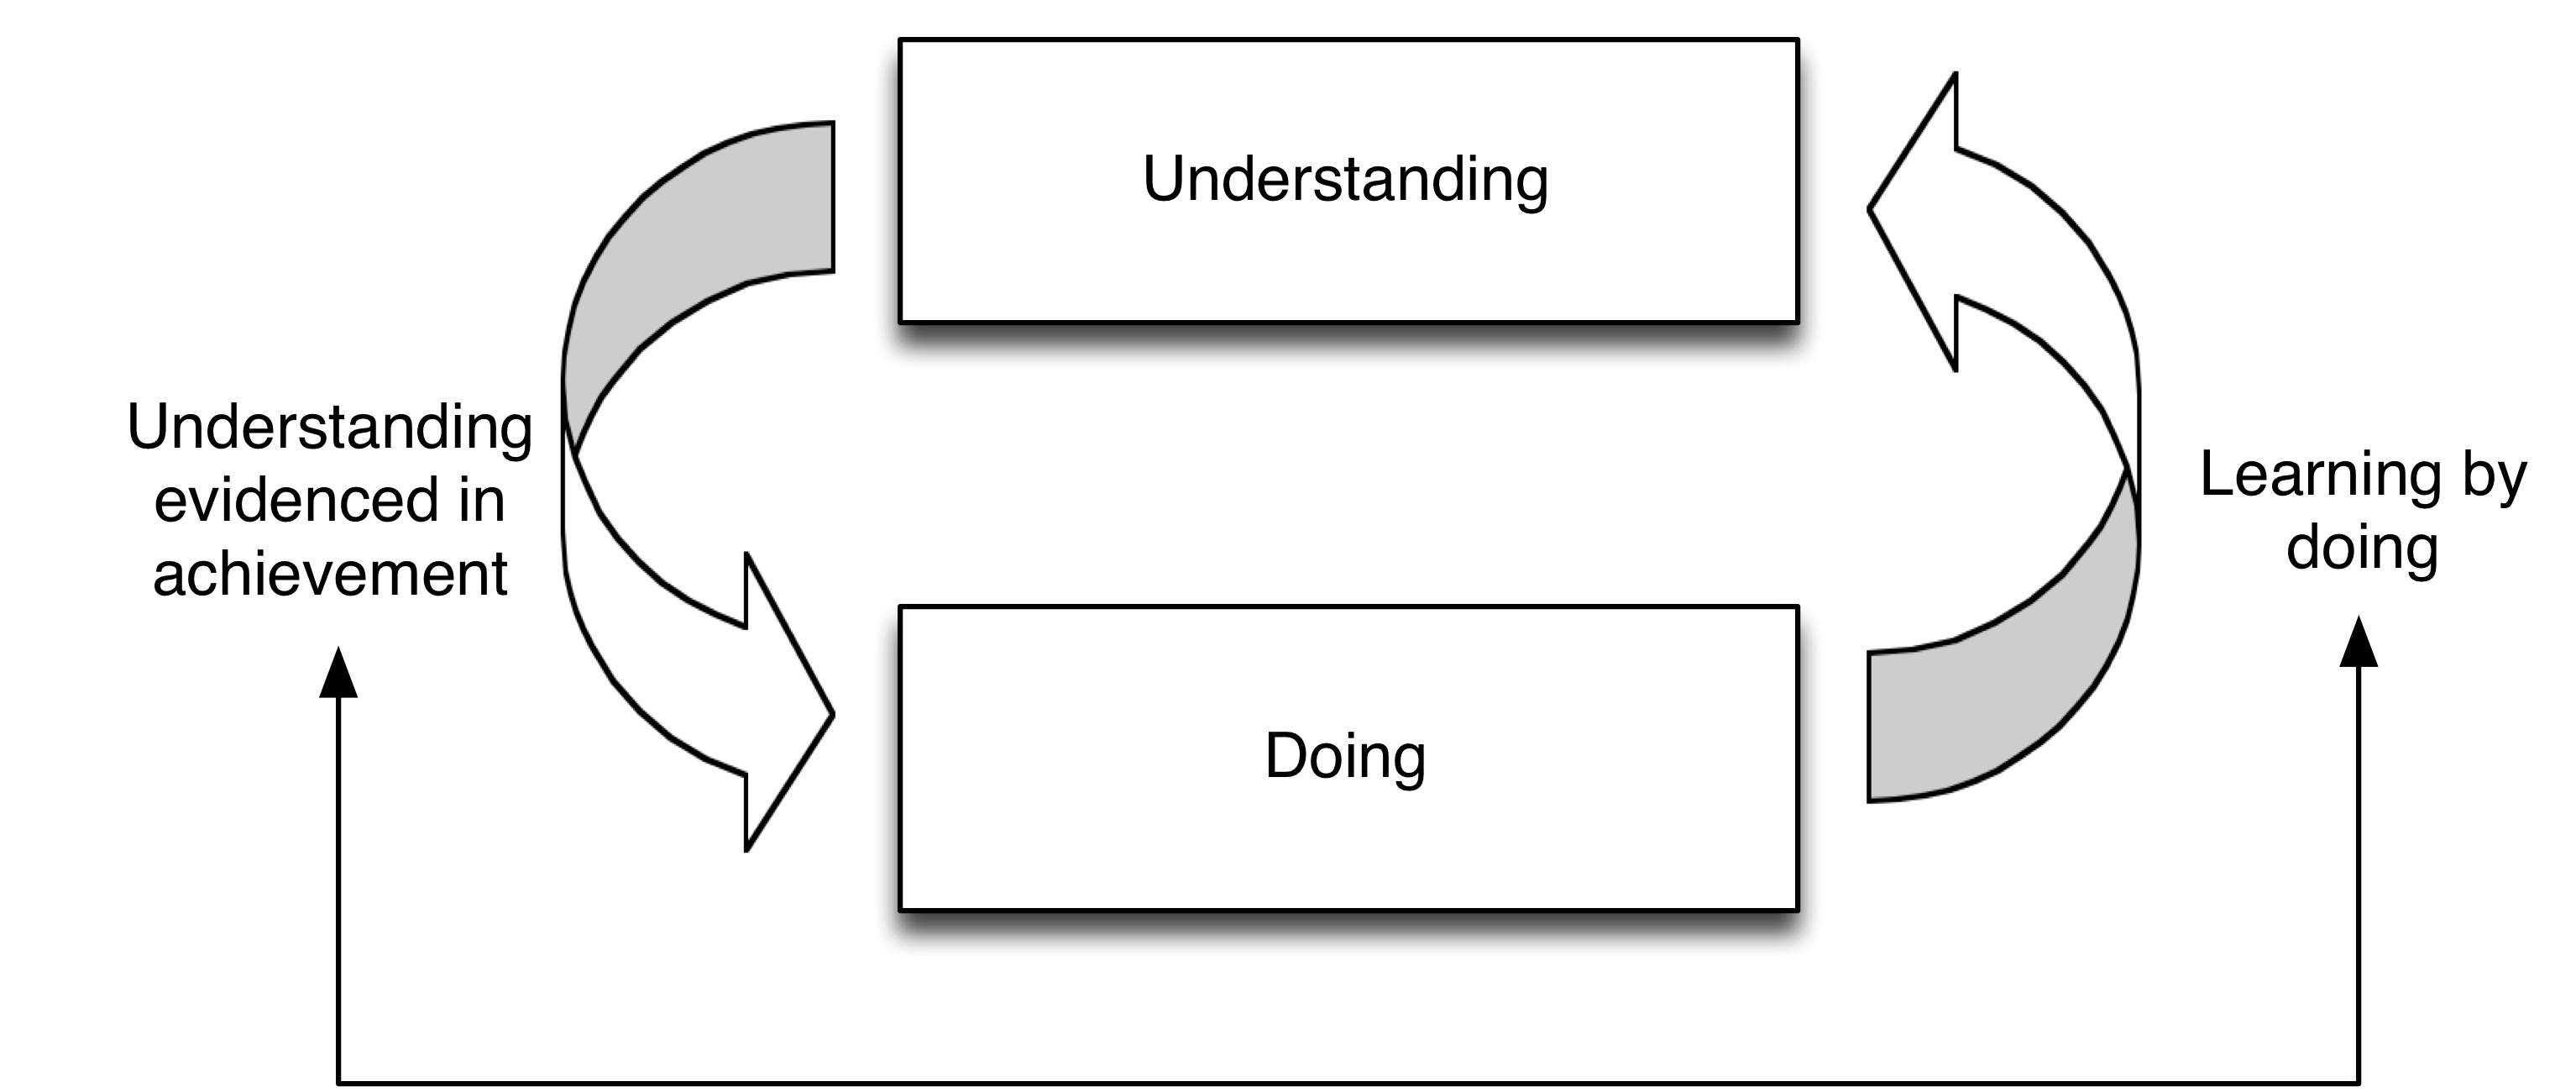 Understanding
Understanding
evidenced in
achievement
Learning by
doing
Doing